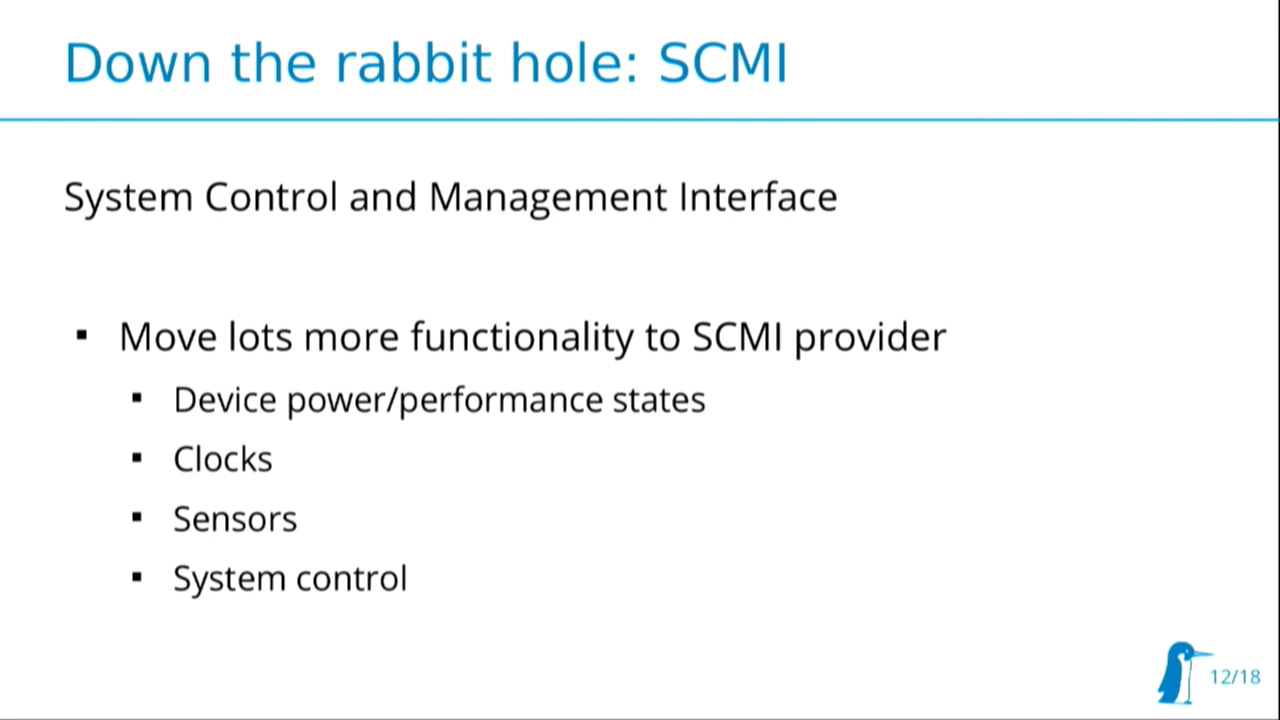 Down the rabbit hole: SCMI
System Control and Management Interface
▪ Move lots more functionality to SCMI provider
▪ Device power/performance states
▪ Clocks
▪ Sensors
▪ System control
12/18